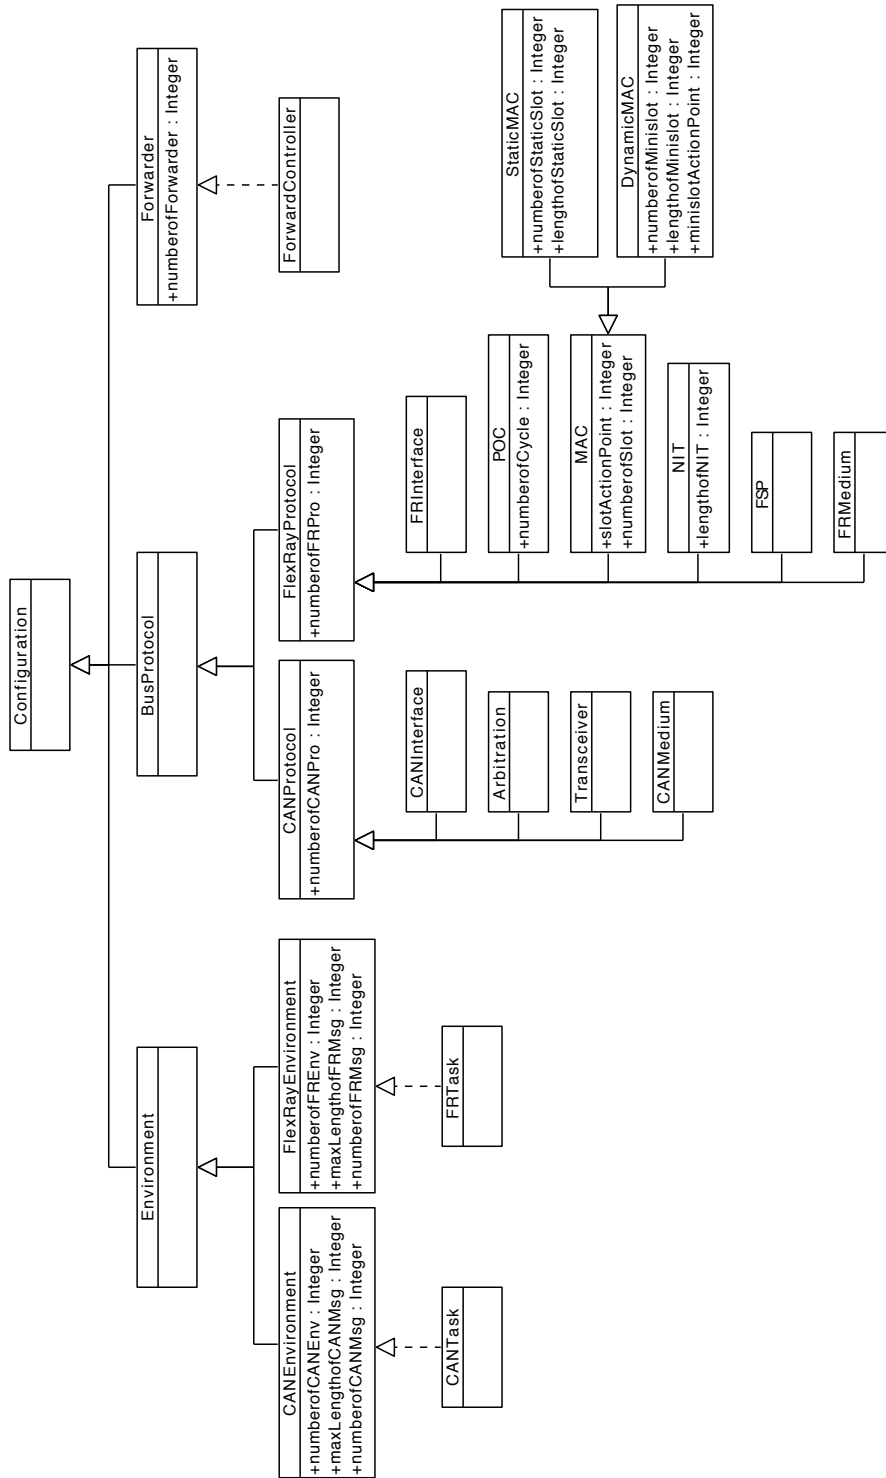 Configuration
Environment
BusProtocol
Forwarder
+numberofForwarder : Integer
CANEnvironment
+numberofCANEnv : Integer
+maxLengthofCANMsg : Integer
+numberofCANMsg : Integer
FlexRayEnvironment
+numberofFREnv : Integer
+maxLengthofFRMsg : Integer
+numberofFRMsg : Integer
CANProtocol
+numberofCANPro : Integer
FlexRayProtocol
+numberofFRPro : Integer
ForwardController
CANTask
FRTask
CANInterface
Arbitration
Transceiver
CANMedium
FRInterface
POC
+numberofCycle : Integer
MAC
+slotActionPoint : Integer
+numberofSlot : Integer
NIT
+lengthofNIT : Integer
FSP
FRMedium
StaticMAC
+numberofStaticSlot : Integer
+lengthofStaticSlot : Integer
DynamicMAC
+numberofMinislot : Integer
+lengthofMinislot : Integer
+minislotActionPoint : Integer